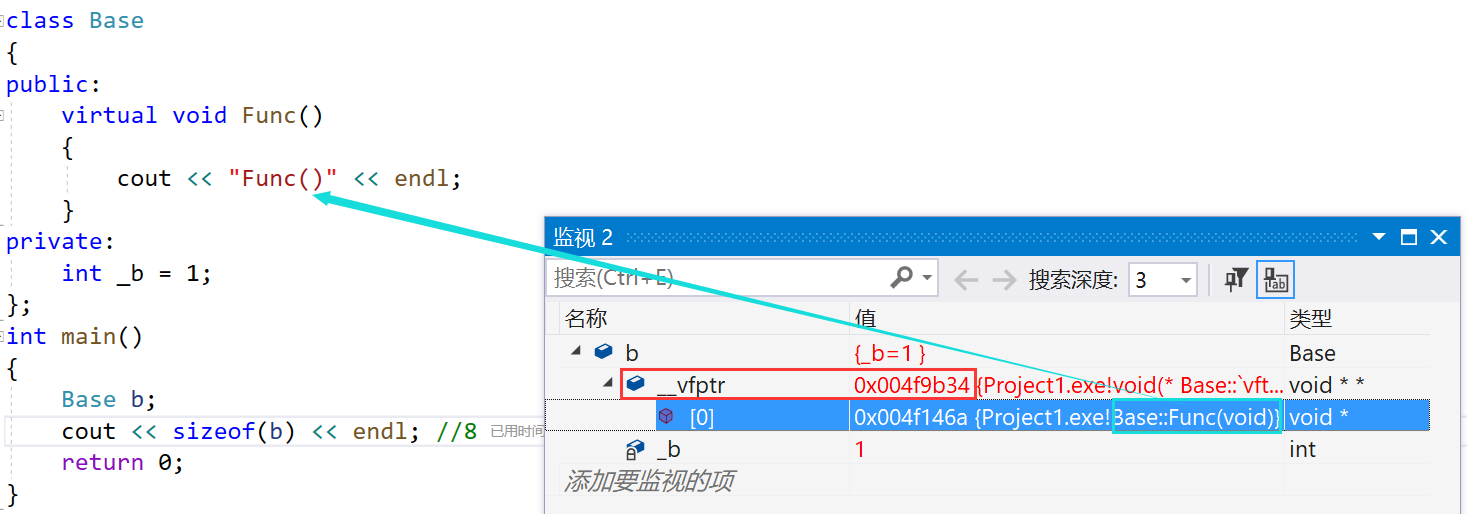 class Base
{
public:
    virtual void Func()
    {
        cout << "Func()" << endl;
    }
private:
    int _b = 1;
};
int main()
{
    Base b;
    cout << sizeof(b) << endl; //8 已用时间
    return 0;
}
监视 2
搜索(Ctrl+E) 搜索深度: 3
名称 值 类型
b {_b=1 } Base
__vfptr 0x004f9b34 {Project1.exe!void(* Base::`vft... void * *
[0] 0x004f146a {Project1.exe!Base::Func(void)} void *
_b 1 int
添加要监视的项